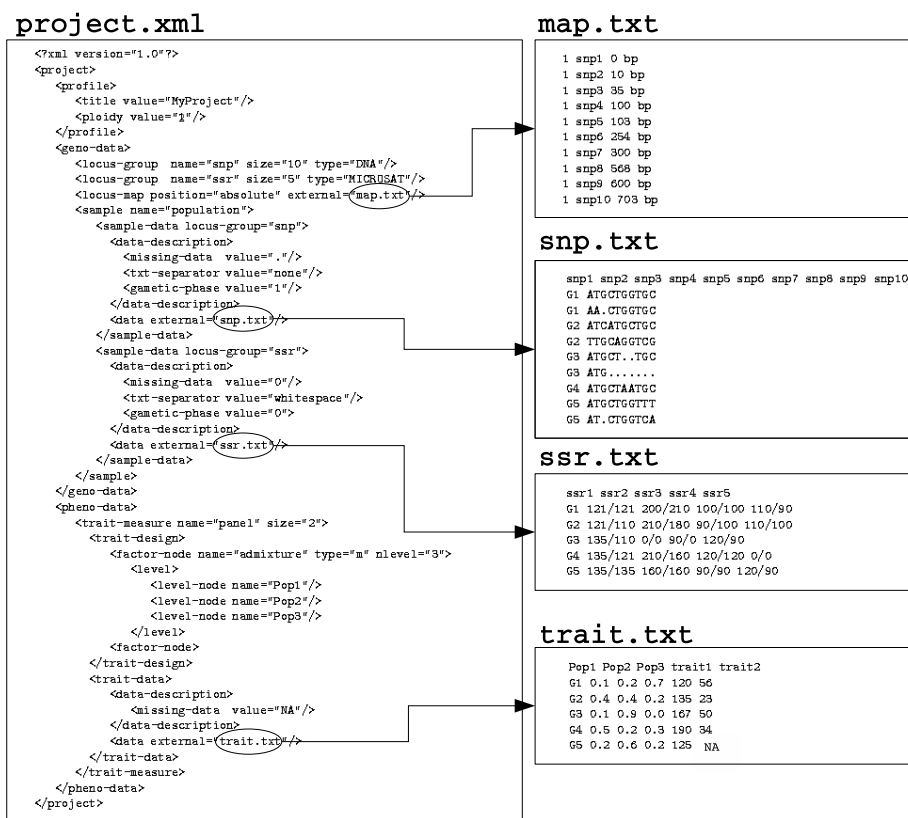 project.xml
<?xml version="1.0"?>
<project>
<profile>
<title value="MyProject"/>
<ploidy value="2"/>
</profile>
<geno-data>
<locus-group name="snp" size="10" type="DNA"/>
<locus-group name="ssr" size="5" type="MICROSAT"/>
<locus-map position="absolute" external="map.txt"/>
<sample name="population">
<sample-data locus-group="snp">
<data-description>
<missing-data value="."/>
<txt-separator value="none"/>
<gametic-phase value="1"/>
</data-description>
<data external="snp.txt"/>
</sample-data>
<sample-data locus-group="ssr">
<data-description>
<missing-data value="0"/>
<txt-separator value="whitespace"/>
<gametic-phase value="0">
</data-description>
<data external="ssr.txt"/>
</sample-data>
</sample>
</geno-data>
<pheno-data>
<trait-measure name="panel" size="2">
<trait-design>
<factor-node name="admixture" type="m" nlevel="3">
<level>
<level-node name="Pop1"/>
<level-node name="Pop2"/>
<level-node name="Pop3"/>
</level>
<factor-node>
</trait-design>
<trait-data>
<data-description>
<missing-data value="NA"/>
</data-description>
<data external="trait.txt"/>
</trait-data>
</trait-measure>
</pheno-data>
</project>
map.txt
1 snp1 0 bp
1 snp2 10 bp
1 snp3 35 bp
1 snp4 100 bp
1 snp5 103 bp
1 snp6 254 bp
1 snp7 300 bp
1 snp8 568 bp
1 snp9 600 bp
1 snp10 703 bp
snp.txt
snp1 snp2 snp3 snp4 snp5 snp6 snp7 snp8 snp9 snp10
G1 ATGCTGGTGC
G1 AA.CTGGTGC
G2 ATCATGCTGC
G2 TTGCAGGTCG
G3 ATGCT..TGC
G3 ATG.......
G4 ATGCTAATGC
G5 ATGCTGGTTT
G5 AT.CTGGTCA
ssr.txt
ssr1 ssr2 ssr3 ssr4 ssr5
G1 121/121 200/210 100/100 110/90
G2 121/110 210/180 90/100 110/100
G3 135/110 0/0 90/0 120/90
G4 135/121 210/160 120/120 0/0
G5 135/135 160/160 90/90 120/90
trait.txt
Pop1 Pop2 Pop3 trait1 trait2
G1 0.1 0.2 0.7 120 56
G2 0.4 0.4 0.2 135 23
G3 0.1 0.9 0.0 167 50
G4 0.5 0.2 0.3 190 34
G5 0.2 0.6 0.2 125 NA